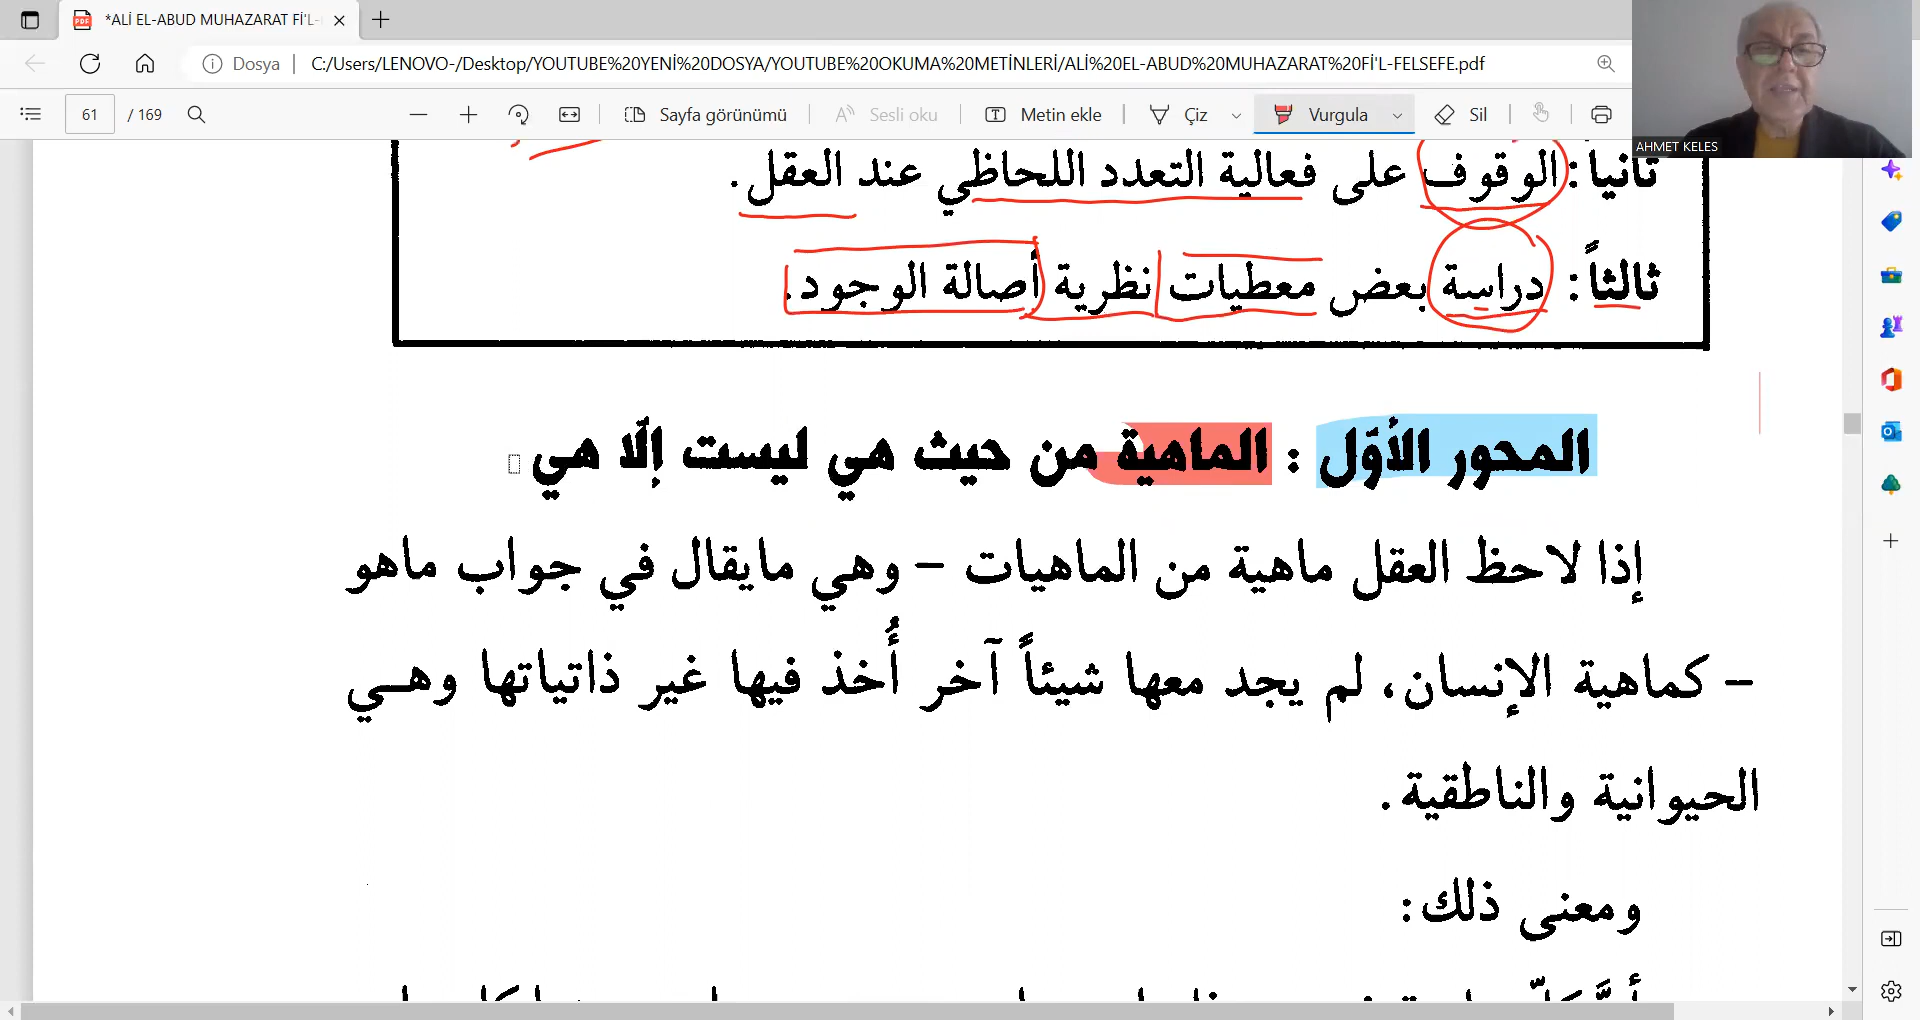 *ALİ EL-ABUD MUHAZARAT Fİ'L-
Dosya
C:/Users/LENOVO-/Desktop/YOUTUBE%20YENİ%20DOSYA/YOUTUBE%20OKUMA%20METİNLERİ/ALİ%20EL-ABUD%20MUHAZARAT%20Fİ'L-FELSEFE.pdf
61 / 169 Sayfa görünümü Sesli oku Metin ekle Çiz Vurgula Sil
AHMET KELES
ثانياً: الوقوف على فعالية التعدد اللحاظي عند العقل.
ثالثاً: دراسة بعض معطيات نظرية أصالة الوجود.
المحور الأوّل : الماهية من حيث هي ليست إلّا هي
إذا لاحظ العقل ماهية من الماهيات – وهي مايقال في جواب ماهو
– كماهية الإنسان، لم يجد معها شيئاً آخر أُخذ فيها غير ذاتياتها وهـي
الحيوانية والناطقية.
ومعنى ذلك: